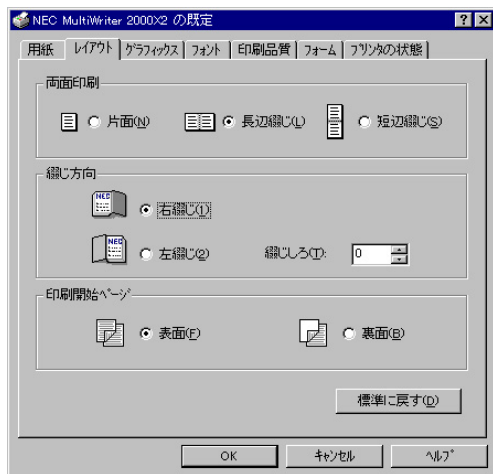 NEC MultiWriter 2000X2 の既定
用紙 レイアウト グラフィックス フォント 印刷品質 フォーム プリンタの状態
両面印刷
片面(N) 長辺綴じ(L) 短辺綴じ(S)
綴じ方向
NEC 右綴じ(1)
NEC 左綴じ(2) 綴じしろ(T): 0
印刷開始ページ
表面(F) 裏面(B)
標準に戻す(D)
OK キャンセル ヘルプ